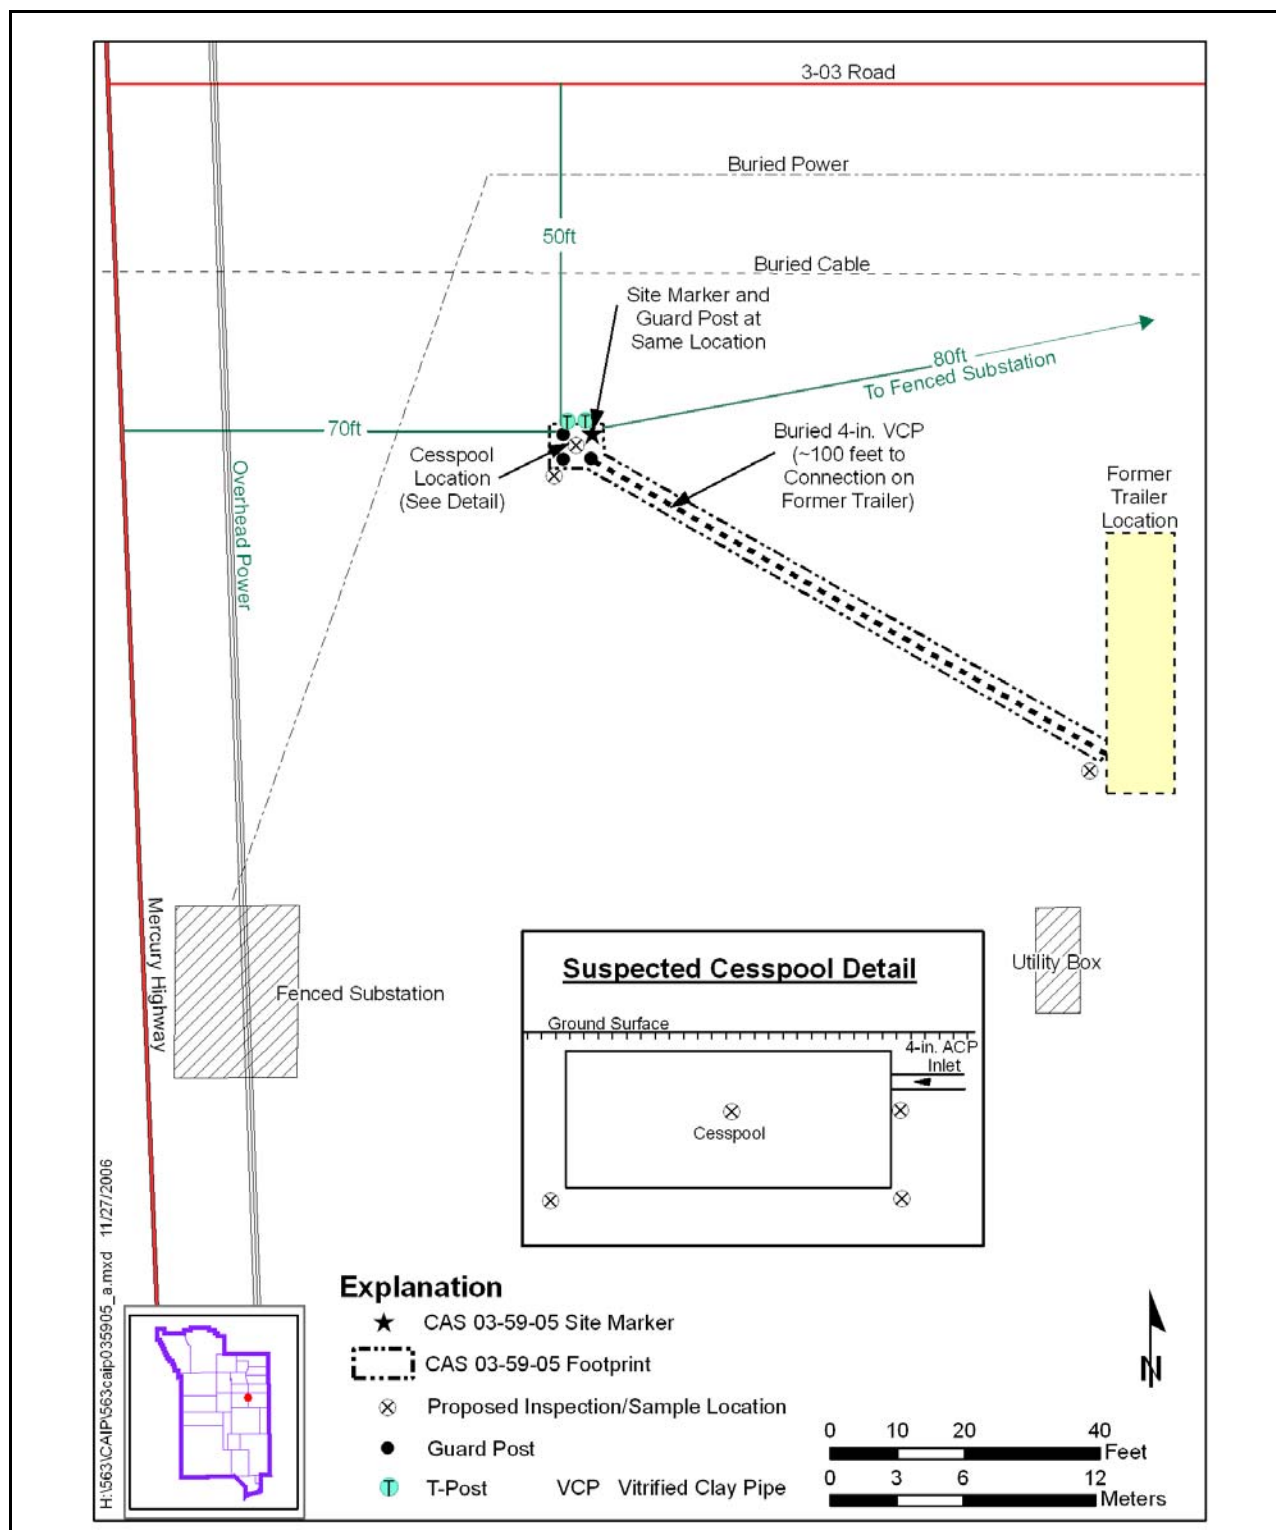 3-03 Road
Buried Power
50ft
Buried Cable
Site Marker and
Guard Post at
Same Location
80ft
To Fenced Substation
70ft
Cesspool
Location
(See Detail)
Buried 4-in. VCP
(~100 feet to
Connection on
Former Trailer)
Former
Trailer
Location
T T
Overhead Power
Mercury Highway
Fenced Substation
Utility Box
Suspected Cesspool Detail
Ground Surface
4-in. ACP
Inlet
Cesspool
H:\563\CAIP\563caip035905_a.mxd 11/27/2006
Explanation
CAS 03-59-05 Site Marker
CAS 03-59-05 Footprint
Proposed Inspection/Sample Location
Guard Post
T T-Post VCP Vitrified Clay Pipe
N
0 10 20 40
Feet
0 3 6 12
Meters